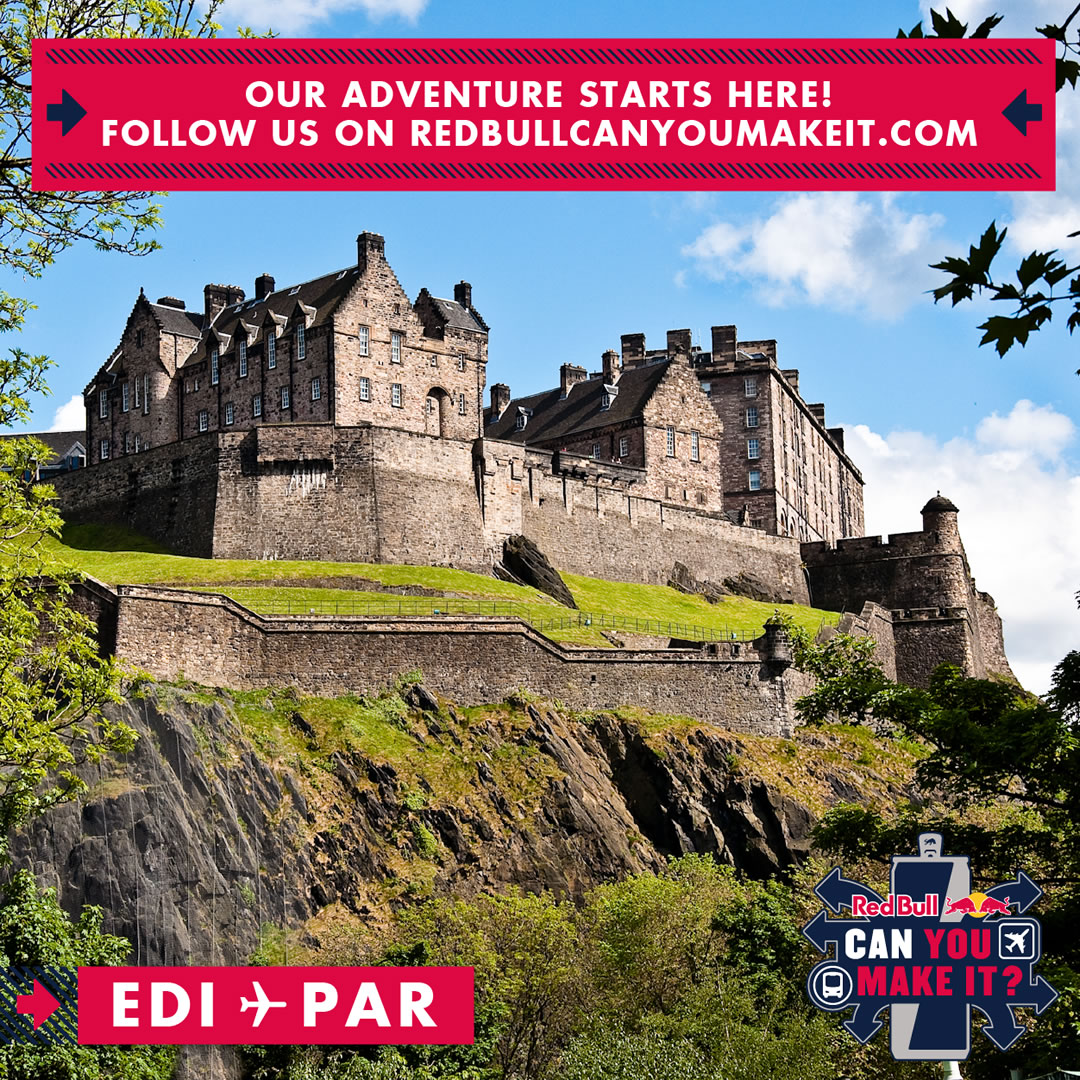 OUR ADVENTURE STARTS HERE!
FOLLOW US ON REDBULLCANYOUMAKEIT.COM
EDI ✈ PAR
Red Bull
CAN YOU
MAKE IT?